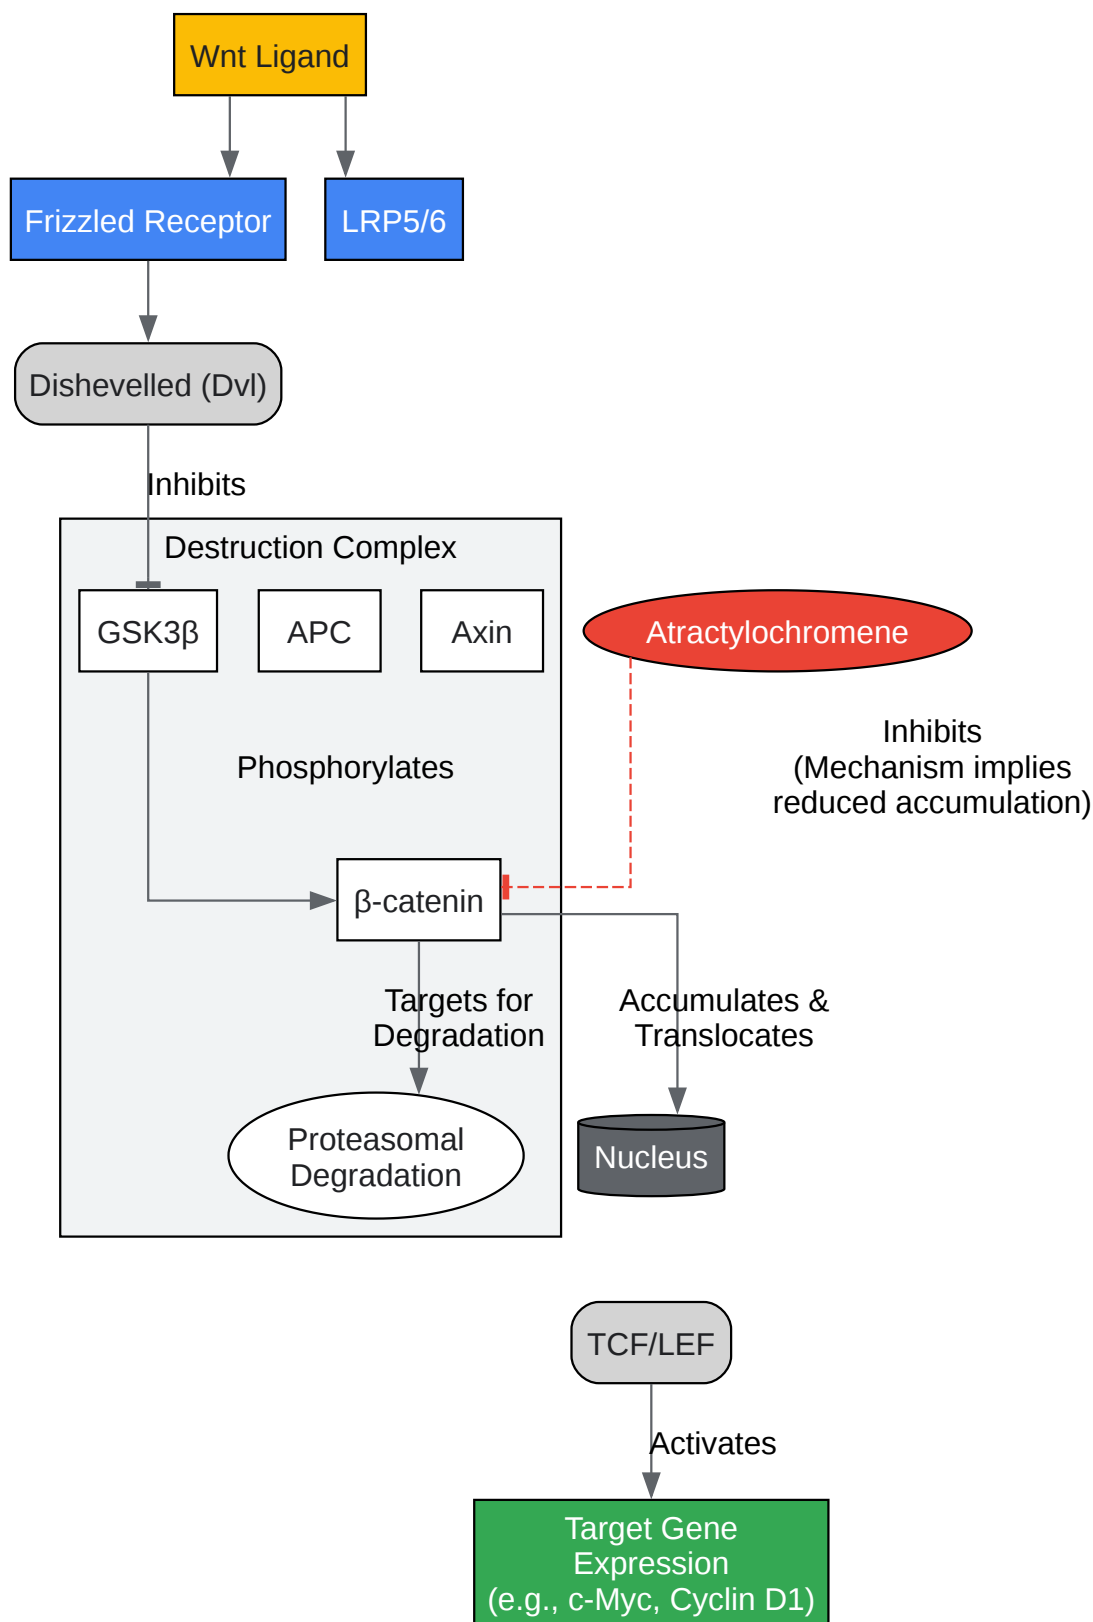 Wnt Ligand
Frizzled Receptor
LRP5/6
Dishevelled (Dvl)
Inhibits
Destruction Complex
GSK3β
APC
Axin
Atractylochromene
Inhibits
(Mechanism implies
reduced accumulation)
Phosphorylates
β-catenin
Targets for
Degradation
Accumulates &
Translocates
Proteasomal
Degradation
Nucleus
TCF/LEF
Activates
Target Gene
Expression
(e.g., c-Myc, Cyclin D1)